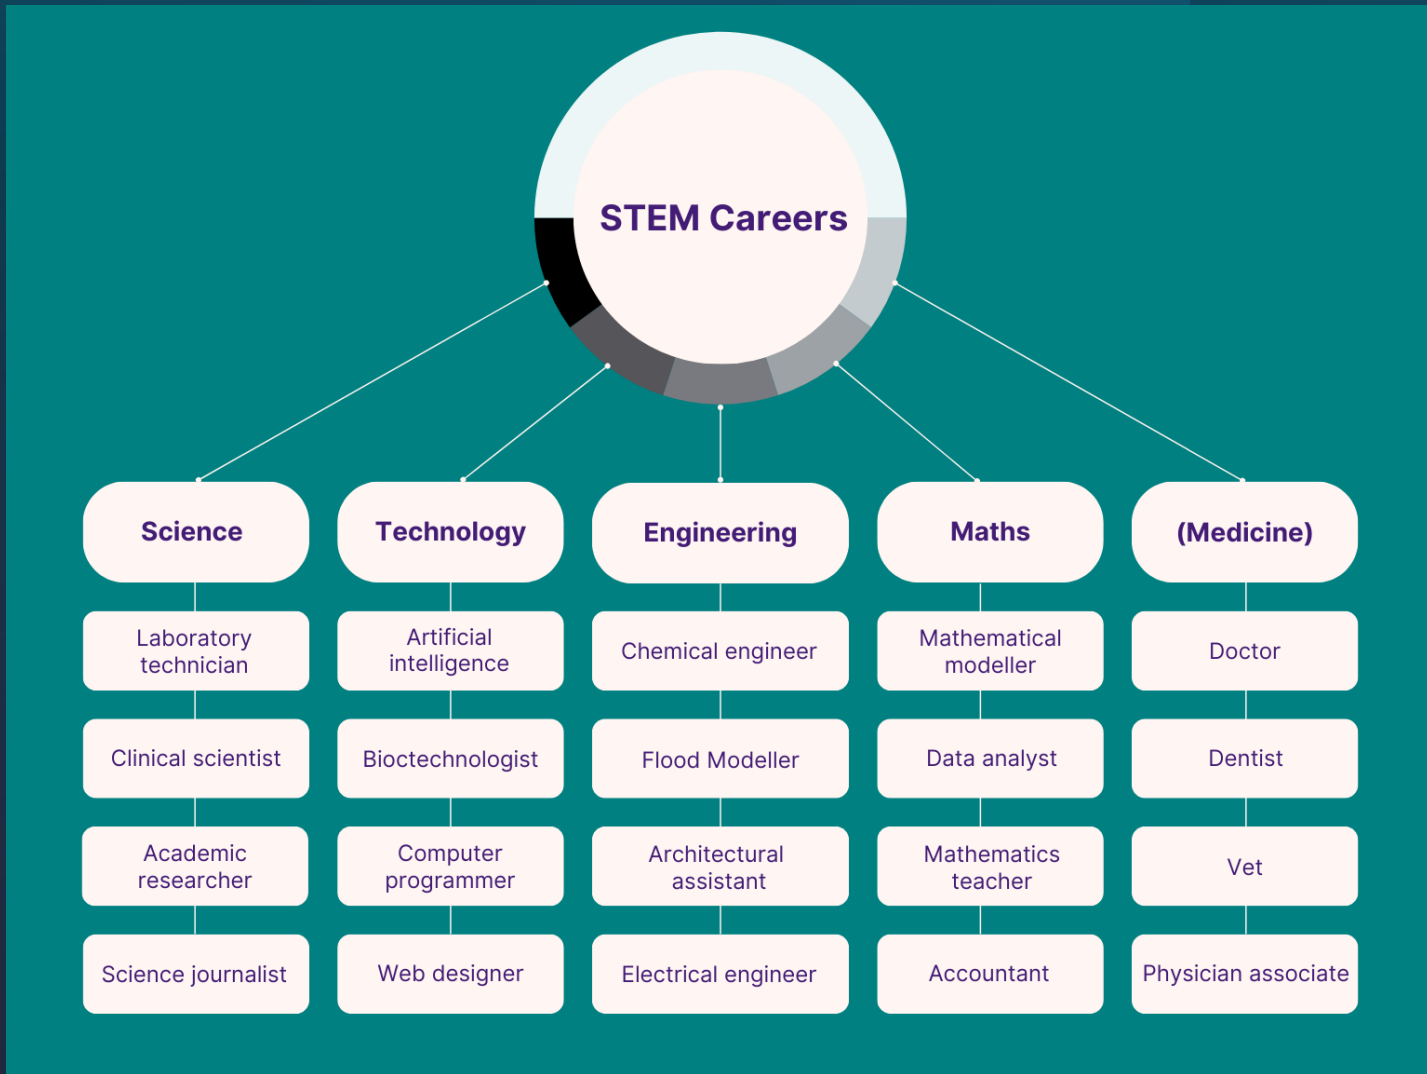 STEM Careers
Science
Technology
Engineering
Maths
(Medicine)
Laboratory
technician
Artificial
intelligence
Chemical engineer
Mathematical
modeller
Doctor
Clinical scientist
Bioctechnologist
Flood Modeller
Data analyst
Dentist
Academic
researcher
Computer
programmer
Architectural
assistant
Mathematics
teacher
Vet
Science journalist
Web designer
Electrical engineer
Accountant
Physician associate